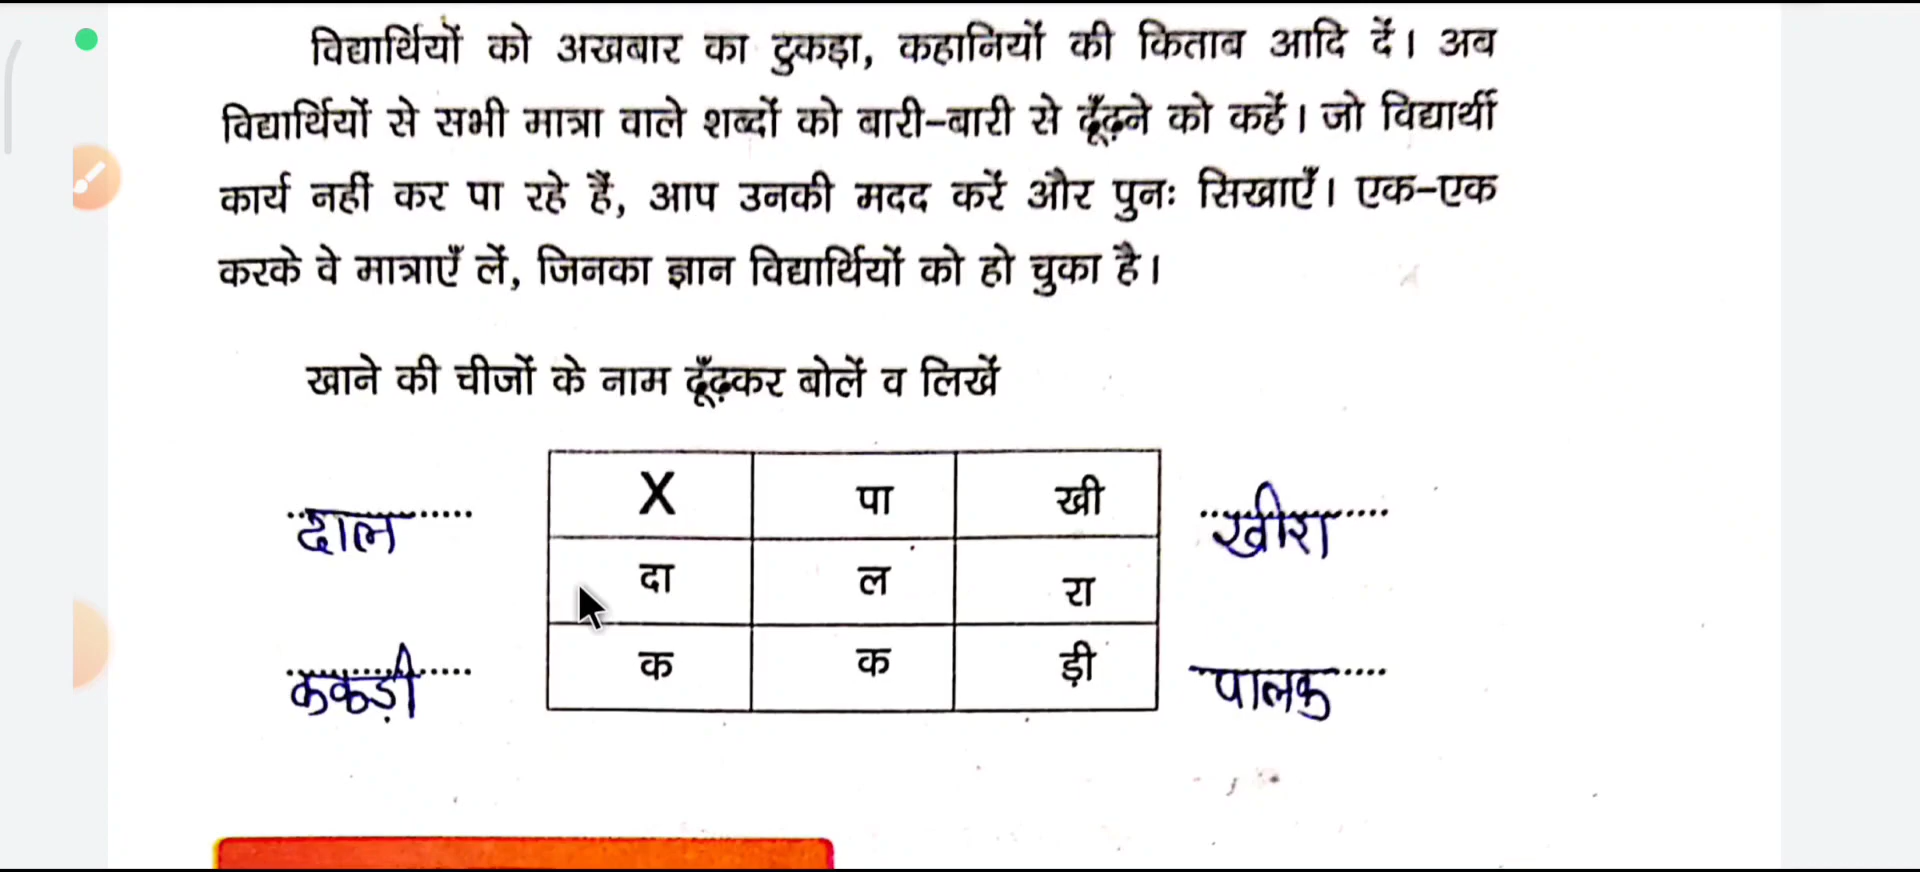 विद्यार्थियों को अखबार का टुकड़ा, कहानियों की किताब आदि दें। अब
विद्यार्थियों से सभी मात्रा वाले शब्दों को बारी-बारी से ढूँढ़ने को कहें। जो विद्यार्थी
कार्य नहीं कर पा रहे हैं, आप उनकी मदद करें और पुनः सिखाएँ। एक-एक
करके वे मात्राएँ लें, जिनका ज्ञान विद्यार्थियों को हो चुका है।
खाने की चीजों के नाम ढूँढ़कर बोलें व लिखें
X पा खी
दाल खीरा
दा ल रा
क क ड़ी
ककड़ी पालक